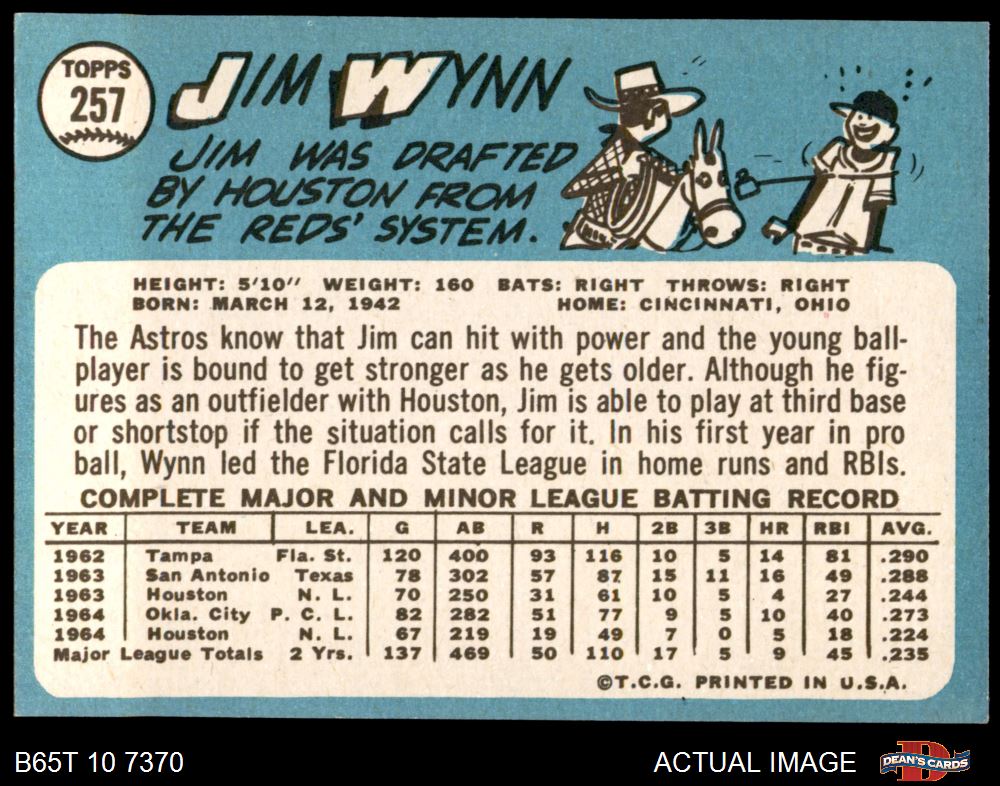 TOPPS
257
JIM WYNN
JIM WAS DRAFTED
BY HOUSTON FROM
THE REDS' SYSTEM.
HEIGHT: 5'10" WEIGHT: 160 BATS: RIGHT THROWS: RIGHT
BORN: MARCH 12, 1942 HOME: CINCINNATI, OHIO
The Astros know that Jim can hit with power and the young ball-
player is bound to get stronger as he gets older. Although he fig-
ures as an outfielder with Houston, Jim is able to play at third base
or shortstop if the situation calls for it. In his first year in pro
ball, Wynn led the Florida State League in home runs and RBIs.
COMPLETE MAJOR AND MINOR LEAGUE BATTING RECORD
YEAR TEAM LEA. G AB R H 2B 3B HR RBI AVG.
1962 Tampa Fla. St. 120 400 93 116 10 5 14 81 .290
1963 San Antonio Texas 78 302 57 87 15 11 16 49 .288
1963 Houston N. L. 70 250 31 61 10 5 4 27 .244
1964 Okla. City P. C. L. 82 282 51 77 9 5 10 40 .273
1964 Houston N. L. 67 219 19 49 7 0 5 18 .224
Major League Totals 2 Yrs. 137 469 50 110 17 5 9 45 .235
©T.C.G. PRINTED IN U.S.A.
B65T 10 7370 ACTUAL IMAGE DEAN'S CARDS